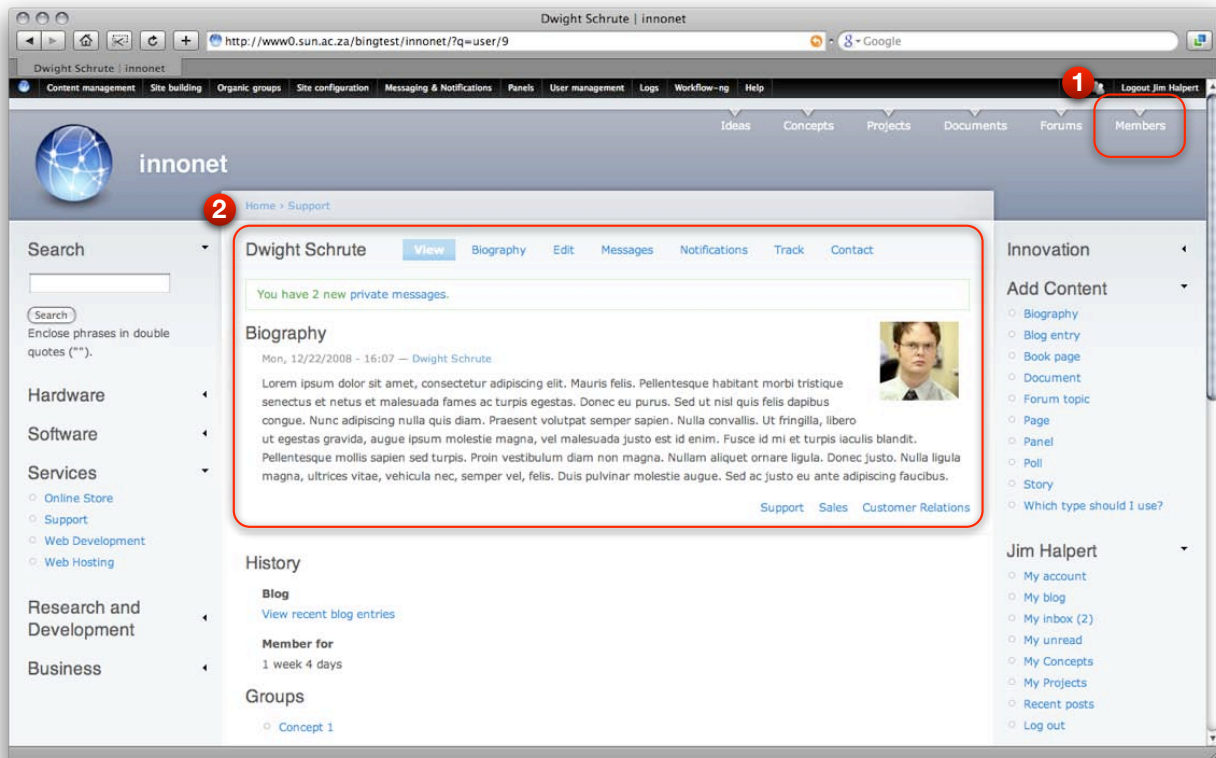 Dwight Schrute | innonet
http://www0.sun.ac.za/bingtest/innonet/?q=user/9
Google
Dwight Schrute | innonet
Content management Site building Organic groups Site configuration Messaging & Notifications Panels User management Logs Workflow-ng Help
1
Logout Jim Halpert
Ideas Concepts Projects Documents Forums Members
innonet
2
Home › Support
Search
Search
Enclose phrases in double
quotes ("").
Hardware
Software
Services
Online Store
Support
Web Development
Web Hosting
Research and
Development
Business
Dwight Schrute View Biography Edit Messages Notifications Track Contact
You have 2 new private messages.
Biography
Mon, 12/22/2008 - 16:07 — Dwight Schrute
Lorem ipsum dolor sit amet, consectetur adipiscing elit. Mauris felis. Pellentesque habitant morbi tristique
senectus et netus et malesuada fames ac turpis egestas. Donec eu purus. Sed ut nisl quis felis dapibus
congue. Nunc adipiscing nulla quis diam. Praesent volutpat semper sapien. Nulla convallis. Ut fringilla, libero
ut egestas gravida, augue ipsum molestie magna, vel malesuada justo est id enim. Fusce id mi et turpis iaculis blandit.
Pellentesque mollis sapien sed turpis. Proin vestibulum diam non magna. Nullam aliquet ornare ligula. Donec justo. Nulla ligula
magna, ultrices vitae, vehicula nec, semper vel, felis. Duis pulvinar molestie augue. Sed ac justo eu ante adipiscing faucibus.
Support Sales Customer Relations
History
Blog
View recent blog entries
Member for
1 week 4 days
Groups
Concept 1
Innovation
Add Content
Biography
Blog entry
Book page
Document
Forum topic
Page
Panel
Poll
Story
Which type should I use?
Jim Halpert
My account
My blog
My inbox (2)
My unread
My Concepts
My Projects
Recent posts
Log out